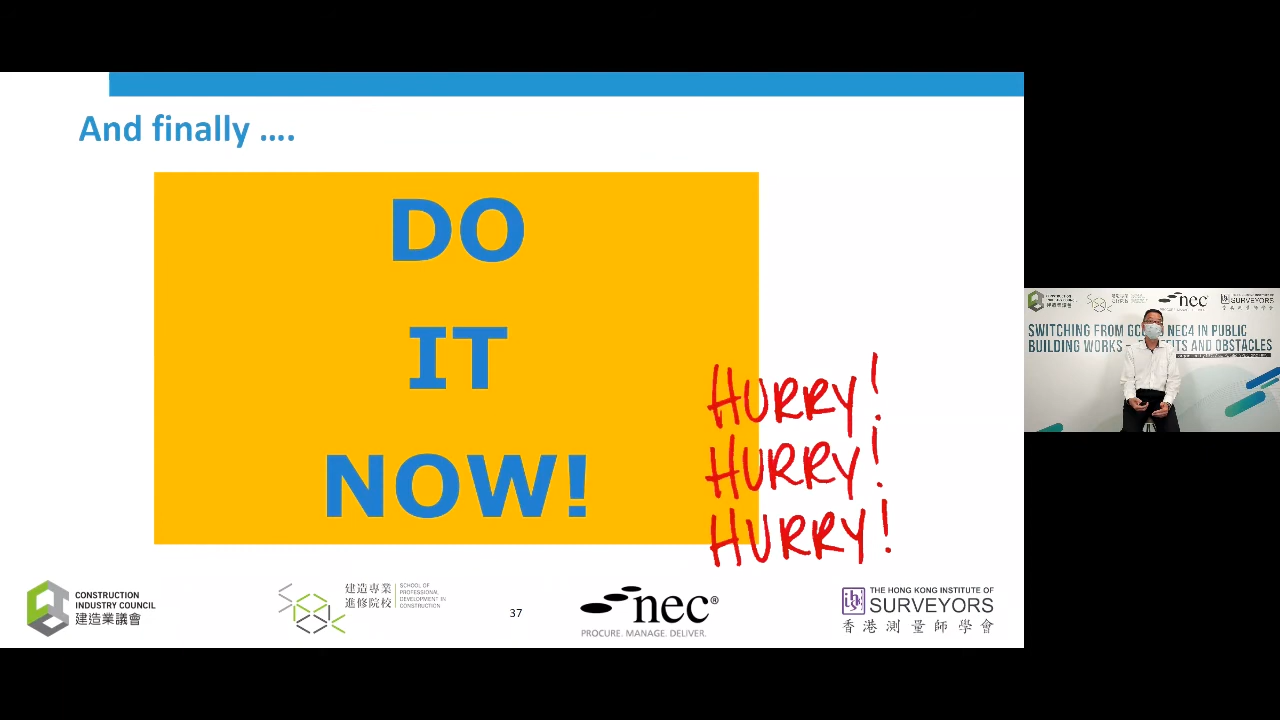 And finally ....
DO
IT
NOW!
HURRY!
HURRY!
HURRY!
CONSTRUCTION
INDUSTRY COUNCIL
建造業議會
建造專業
進修院校
SCHOOL OF
PROFESSIONAL
DEVELOPMENT IN
CONSTRUCTION
37
nec®
PROCURE. MANAGE. DELIVER.
THE HONG KONG INSTITUTE OF
SURVEYORS
香港測量師學會
nec
SURVEYORS
SWITCHING FROM NEC4 IN PUBLIC
BUILDING WORKS AND OBSTACLES